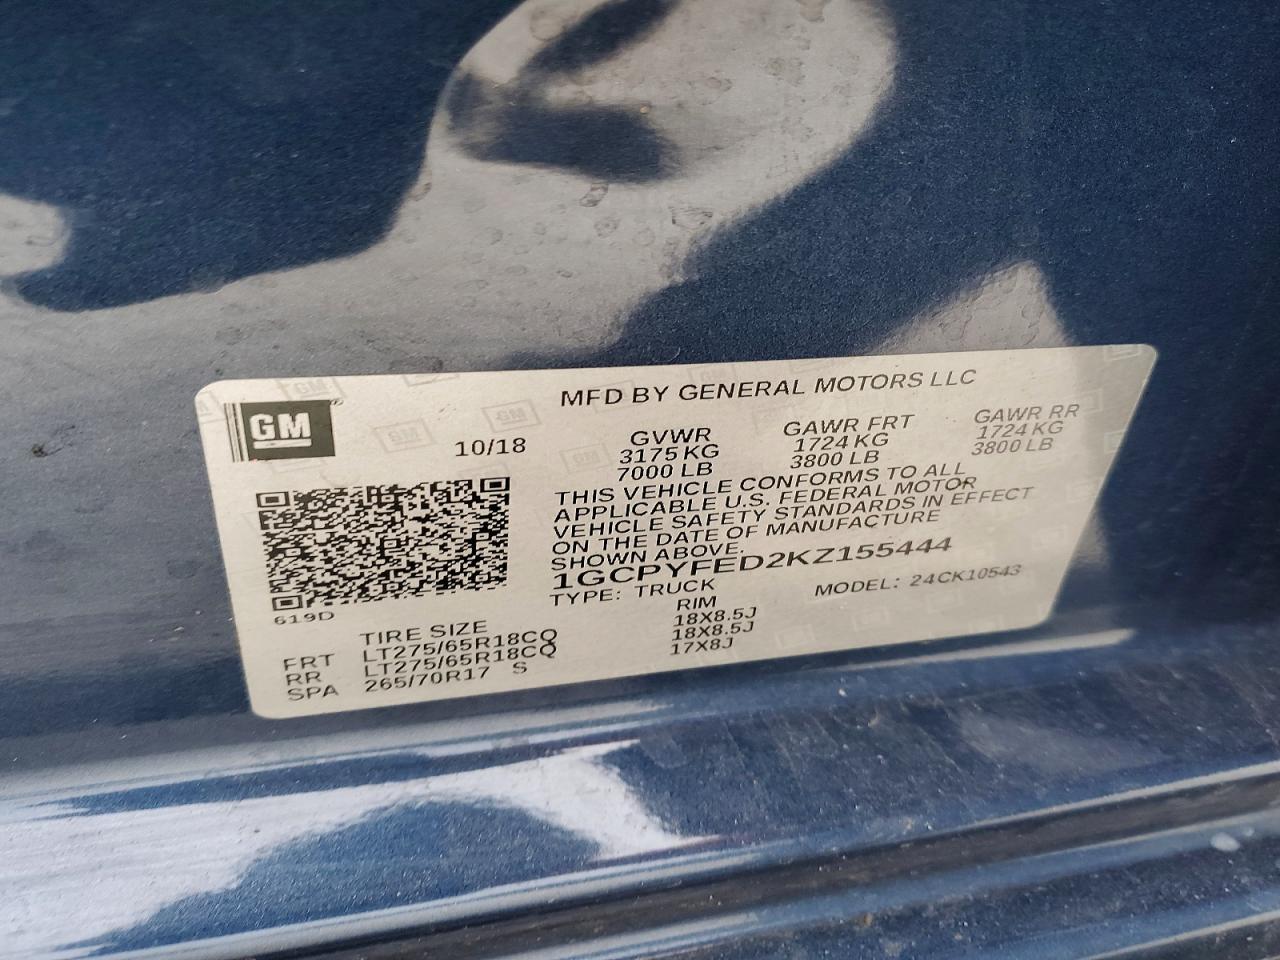 GM
MFD BY GENERAL MOTORS LLC
10/18
GVWR GAWR FRT GAWR RR
3175 KG 1724 KG 1724 KG
7000 LB 3800 LB 3800 LB
THIS VEHICLE CONFORMS TO ALL
APPLICABLE U.S. FEDERAL MOTOR
VEHICLE SAFETY STANDARDS IN EFFECT
ON THE DATE OF MANUFACTURE
SHOWN ABOVE.
1GCPYFED2KZ155444
TYPE: TRUCK MODEL: 24CK10543
619D
TIRE SIZE RIM
FRT LT275/65R18CQ 18X8.5J
RR LT275/65R18CQ 18X8.5J
SPA 265/70R17 S 17X8J